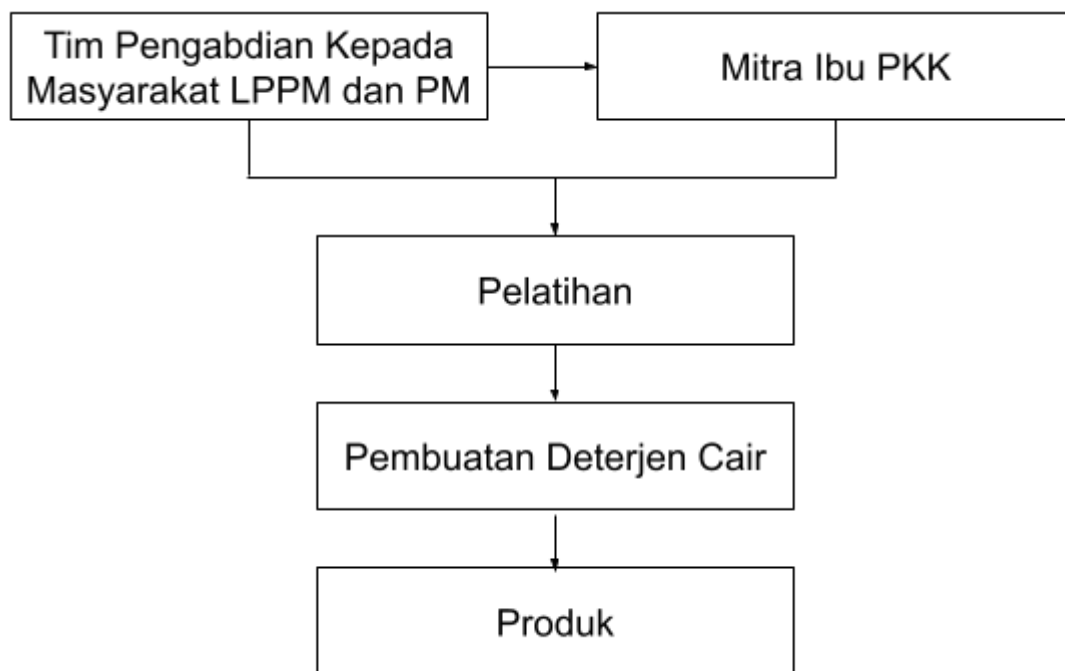 Tim Pengabdian Kepada
Masyarakat LPPM dan PM
Mitra Ibu PKK
Pelatihan
Pembuatan Deterjen Cair
Produk